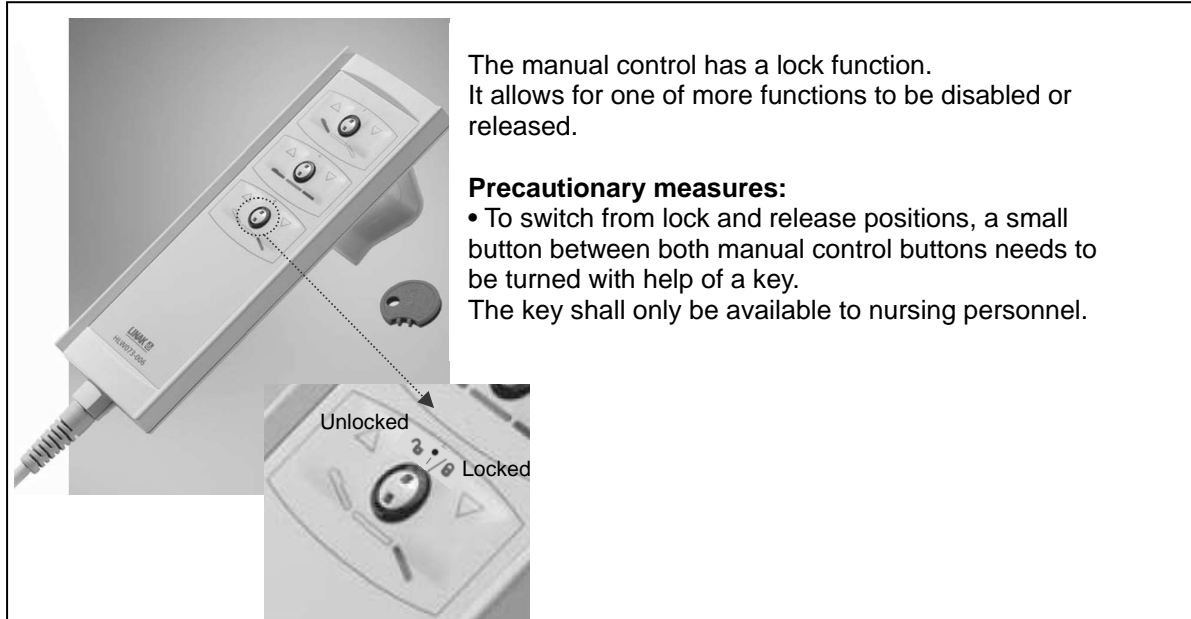 The manual control has a lock function.
It allows for one of more functions to be disabled or
released.
Precautionary measures:
• To switch from lock and release positions, a small
button between both manual control buttons needs to
be turned with help of a key.
The key shall only be available to nursing personnel.
LINAK
HLW073-006
Unlocked
Locked